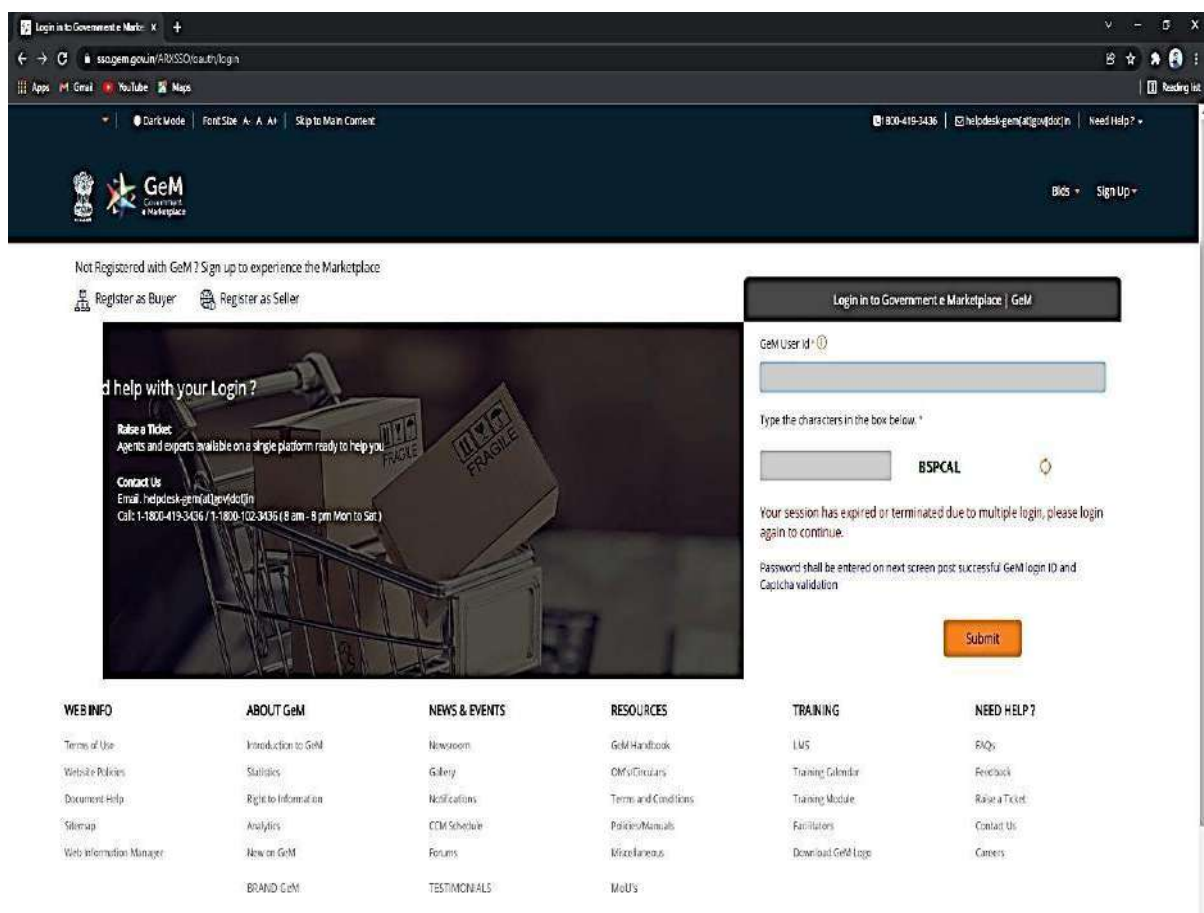 Login in to Government e Marke
sso.gem.gov.in/ARXSSO/oauth/login
Apps Gmail YouTube Maps
Reading list
Dark Mode | Font Size A- A A+ | Skip to Main Content
1800-419-3436 | helpdesk-gem[at]gov[dot]in | Need Help?
GeM
Government
e Marketplace
Bids Sign Up
Not Registered with GeM ? Sign up to experience the Marketplace
Register as Buyer Register as Seller
d help with your Login ?
Raise a Ticket
Agents and experts available on a single platform ready to help you
Contact Us
Email. helpdesk-gem[at]gov[dot]in
Call: 1-1800-419-3436 / 1-1800-102-3436 ( 8 am - 8 pm Mon to Sat )
FRAGILE
FRAGILE
Login in to Government e Marketplace | GeM
GeM User Id *
Type the characters in the box below. *
BSPCAL
Your session has expired or terminated due to multiple login, please login
again to continue.
Password shall be entered on next screen post successful GeM login ID and
Captcha validation
Submit
WEB INFO
Terms of Use
Website Policies
Document Help
Sitemap
Web Information Manager
ABOUT GeM
Introduction to GeM
Statistics
Right to Information
Analytics
New on GeM
BRAND GeM
NEWS & EVENTS
Newsroom
Gallery
Notifications
CCM Schedule
Forums
TESTIMONIALS
RESOURCES
GeM Handbook
OM's/Circulars
Terms and Conditions
Policies/Manuals
Miscellaneous
MoU's
TRAINING
LMS
Training Calendar
Training Module
Facilitators
Download GeM Logo
NEED HELP ?
FAQs
Feedback
Raise a Ticket
Contact Us
Careers